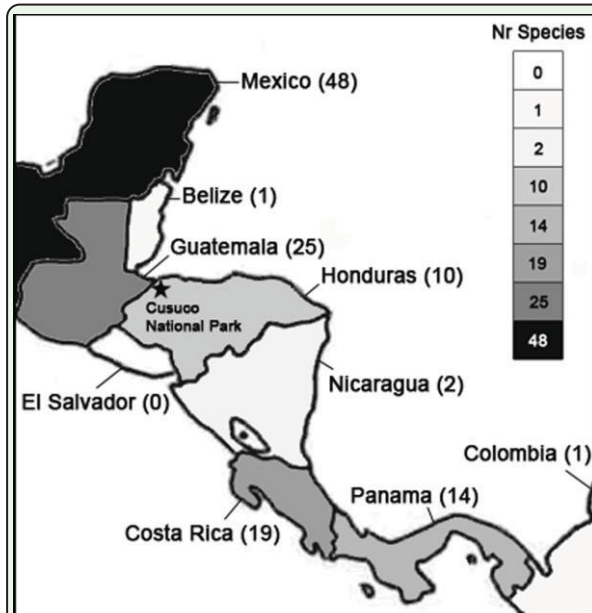 Nr Species
0
1
2
10
14
19
25
48
Mexico (48)
Belize (1)
Guatemala (25)
Honduras (10)
Cusuco
National Park
Nicaragua (2)
El Salvador (0)
Colombia (1)
Panama (14)
Costa Rica (19)